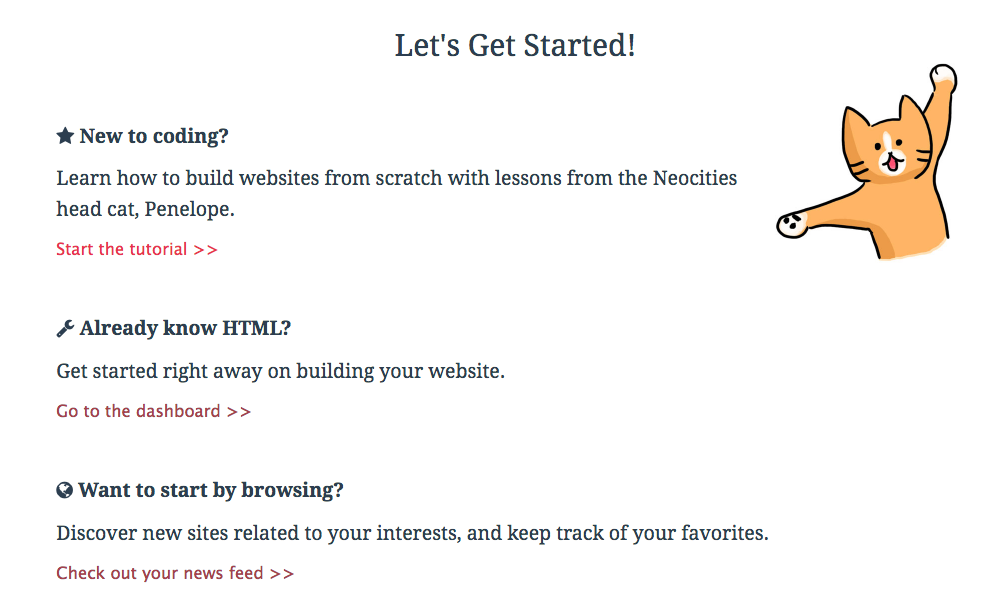 Let's Get Started!
New to coding?
Learn how to build websites from scratch with lessons from the Neocities
head cat, Penelope.
Start the tutorial >>
Already know HTML?
Get started right away on building your website.
Go to the dashboard >>
Want to start by browsing?
Discover new sites related to your interests, and keep track of your favorites.
Check out your news feed >>